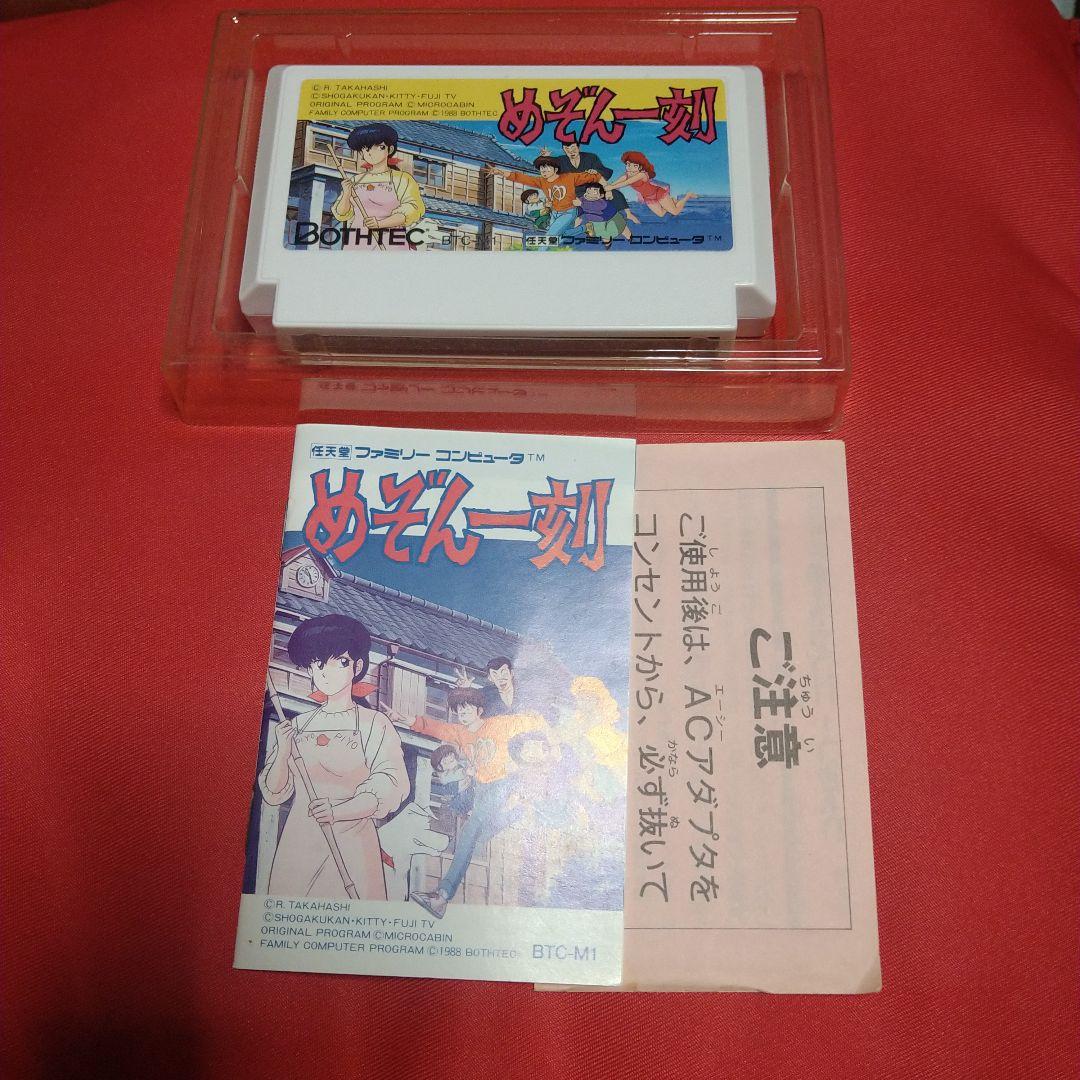 © R. TAKAHASHI
© SHOGAKUKAN・KITTY・FUJI TV
ORIGINAL PROGRAM © MICROCABIN
FAMILY COMPUTER PROGRAM © 1988 BOTHTEC
めぞん一刻
BOTHTEC
BTC-M1
任天堂 ファミリー コンピュータ™
任天堂 ファミリー コンピュータ™
めぞん一刻
PIYO PIYO
© R. TAKAHASHI
© SHOGAKUKAN・KITTY・FUJI TV
ORIGINAL PROGRAM © MICROCABIN
FAMILY COMPUTER PROGRAM © 1988 BOTHTEC
BTC-M1
ご注意
ちゅう い
ご使用後は、ACアダプタを
しようご エーシー
コンセントから、必ず抜いて
かなら ぬ